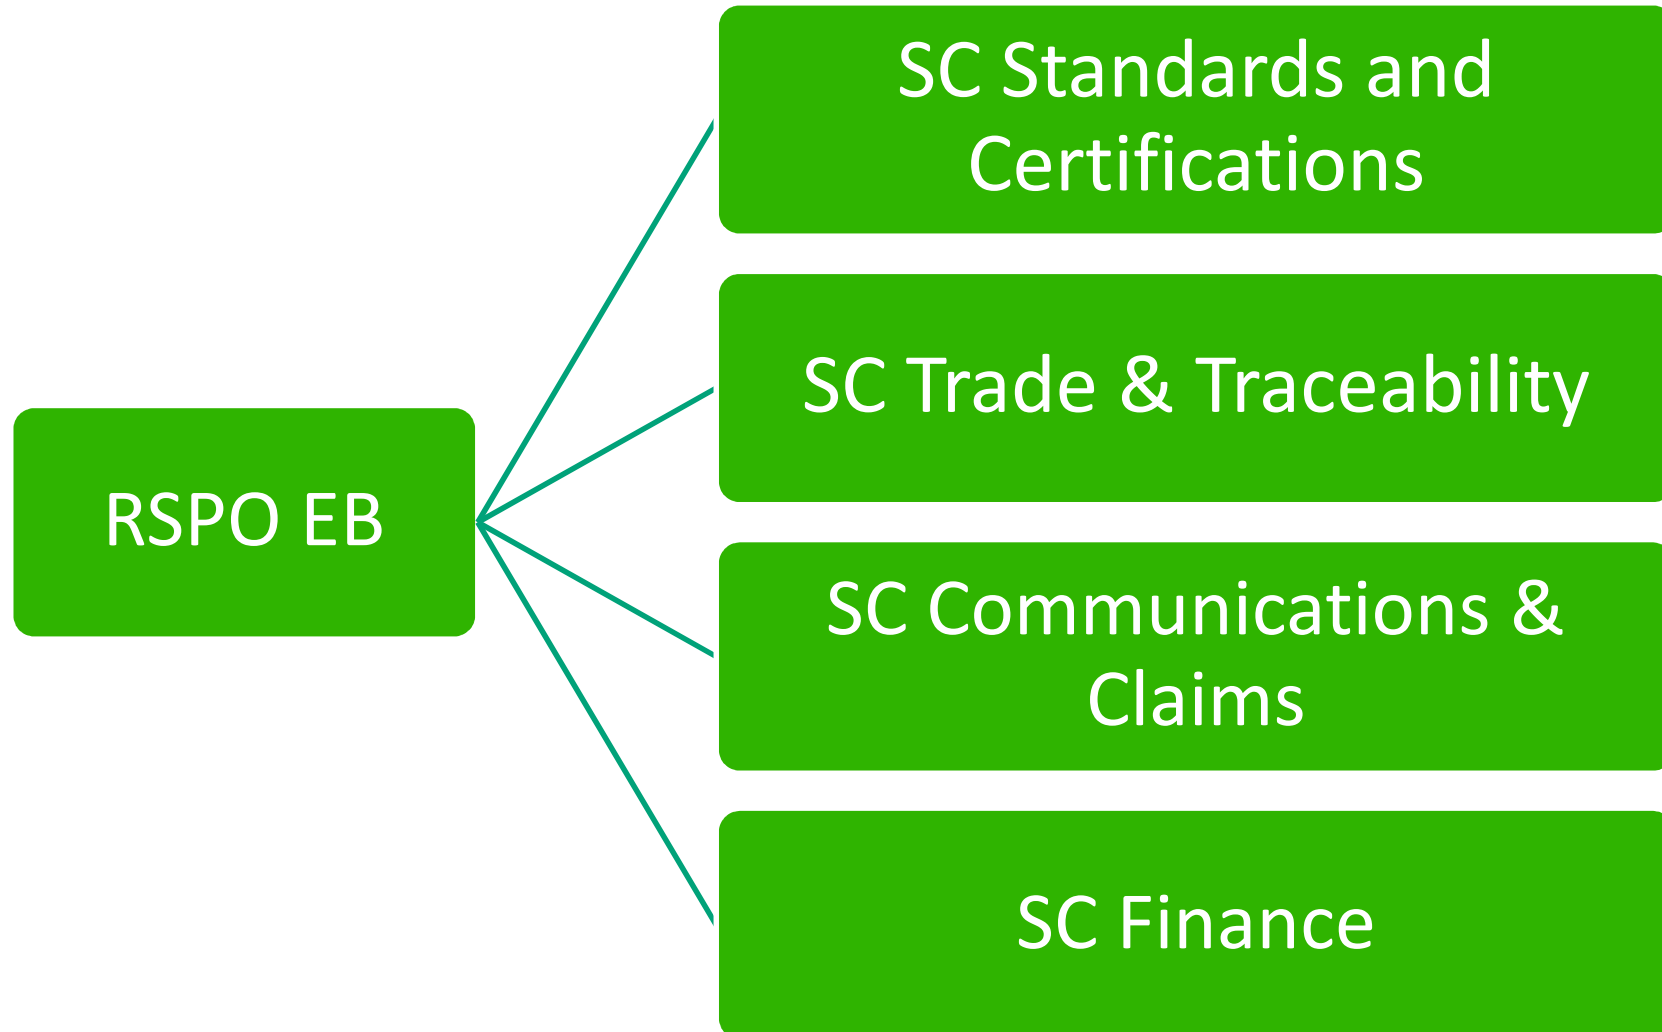 SC Standards and
Certifications
SC Trade & Traceability
RSPO EB
SC Communications &
Claims
SC Finance